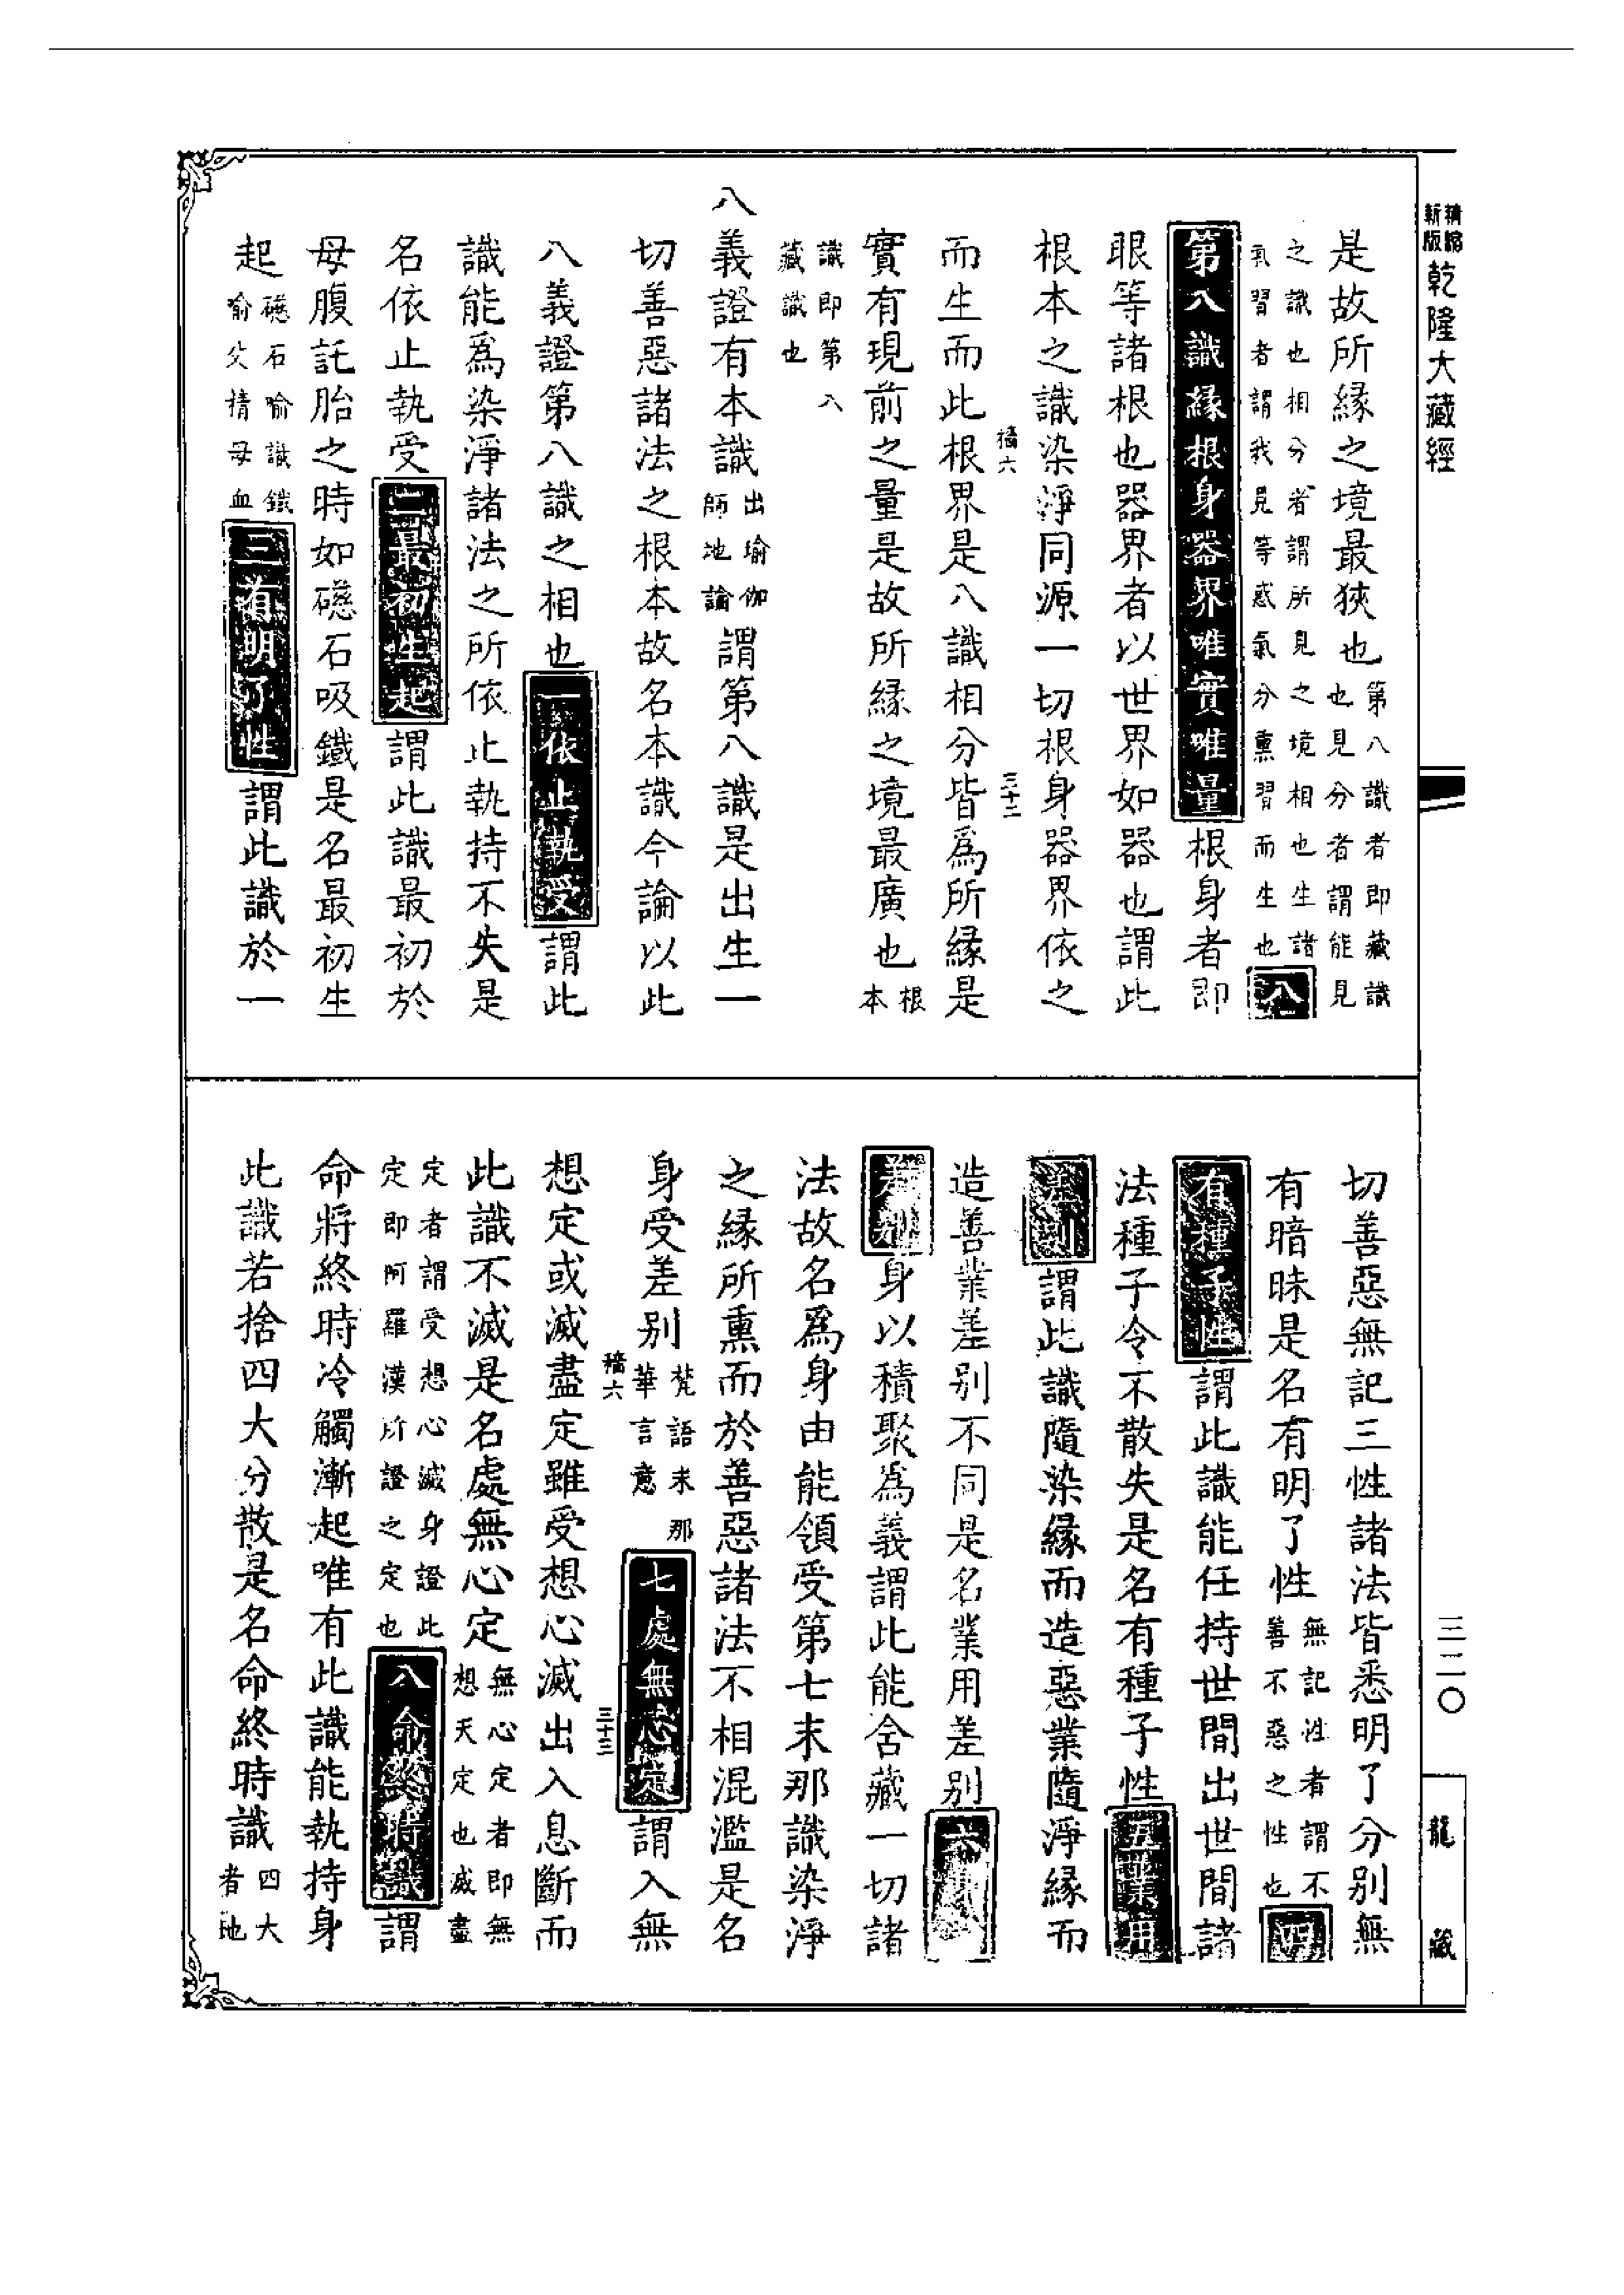 精縮
新版
乾隆大藏經
是故所緣之境最狹也第八識者即藏識
也見分者謂能見
之識也相分者謂所見之境相也生諸
氣習者謂我見等惑氣分熏習而生也八
第八識緣根身器界唯實唯量根身者即
眼等諸根也器界者以世界如器也謂此
根本之識染淨同源一切根身器界依之
而生而此根界是八識相分皆爲所緣是
實有現前之量是故所緣之境最廣也根
本
識即第八
藏識也
八義證有本識出瑜伽
師地論謂第八識是出生一
切善惡諸法之根本故名本識今論以此
八義證第八識之相也一依止執受謂此
識能爲染淨諸法之所依止執持不失是
名依止執受二最初生起謂此識最初於
母腹託胎之時如磁石吸鐵是名最初生
起磁石喻識鐵
喻父精母血三有明了性謂此識於一
切善惡無記三性諸法皆悉明了分別無
有暗昧是名有明了性無記性者謂不
善不惡之性也四
有種子性謂此識能任持世間出世間諸
法種子令不散失是名有種子性五業用
差別謂此識隨染緣而造惡業隨淨緣而
造善業差別不同是名業用差別六身受
差別身以積聚爲義謂此能含藏一切諸
法故名爲身由能領受第七末那識染淨
之緣所熏而於善惡諸法不相混濫是名
身受差別梵語末那
華言意七處無心定謂入無
想定或滅盡定雖受想心滅出入息斷而
此識不滅是名處無心定無心定者即無
想天定也滅盡
定者謂受想心滅身證此
定即阿羅漢所證之定也八命終時識謂
命將終時冷觸漸起唯有此識能執持身
此識若捨四大分散是名命終時識四大
者地
三二〇
龍藏